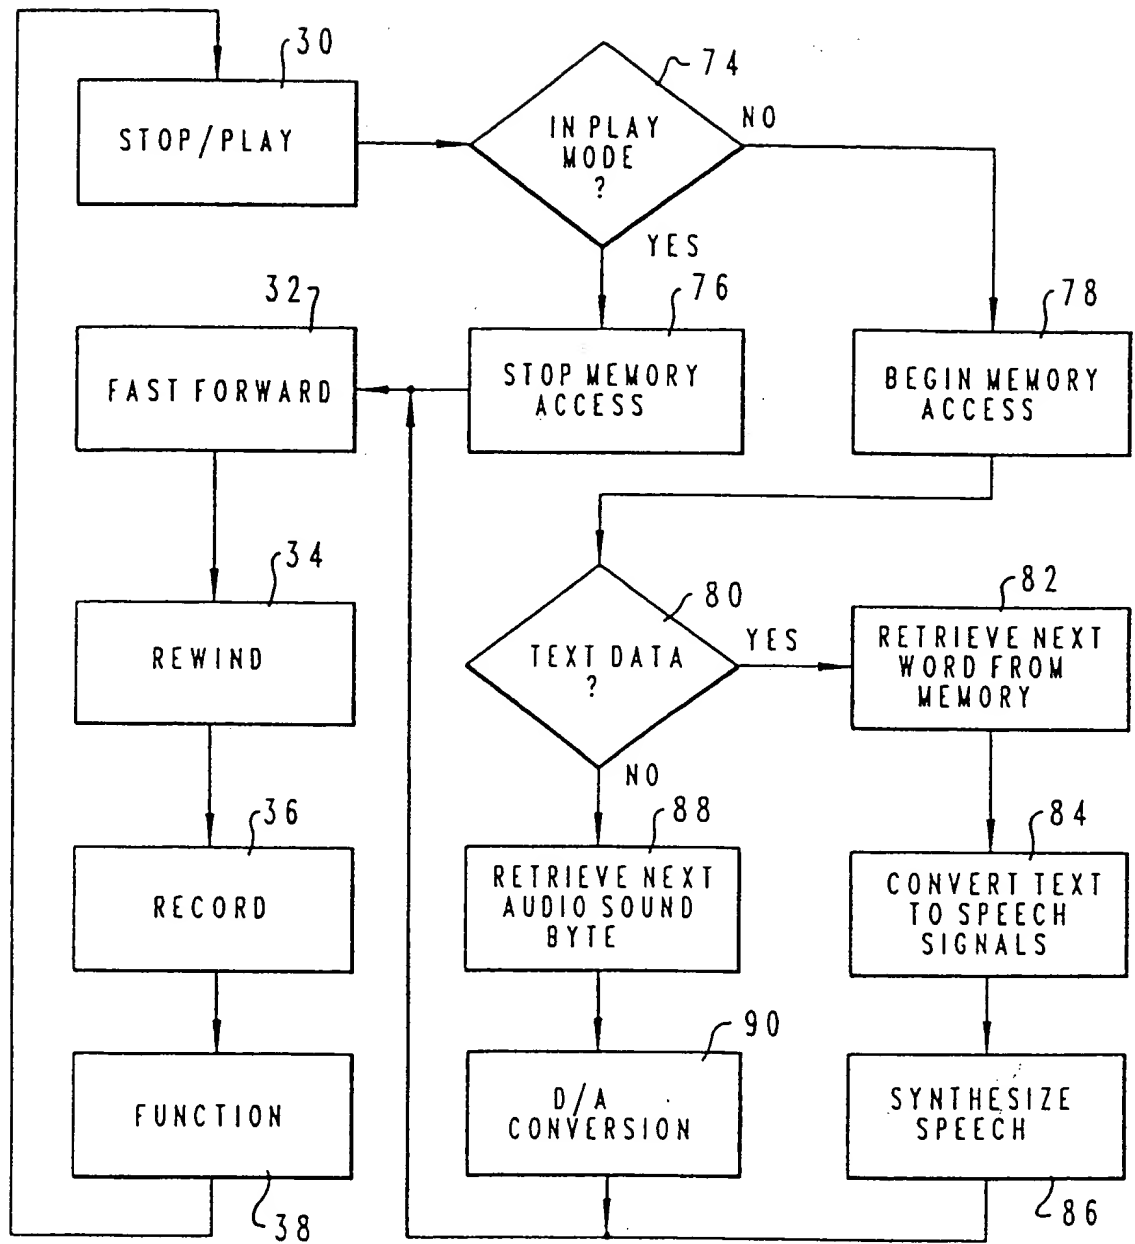 30
STOP/PLAY
74
IN PLAY
MODE
?
NO
YES
32
FAST FORWARD
76
STOP MEMORY
ACCESS
78
BEGIN MEMORY
ACCESS
34
REWIND
80
TEXT DATA
?
YES
NO
82
RETRIEVE NEXT
WORD FROM
MEMORY
36
RECORD
88
RETRIEVE NEXT
AUDIO SOUND
BYTE
84
CONVERT TEXT
TO SPEECH
SIGNALS
FUNCTION
38
90
D/A
CONVERSION
SYNTHESIZE
SPEECH
86